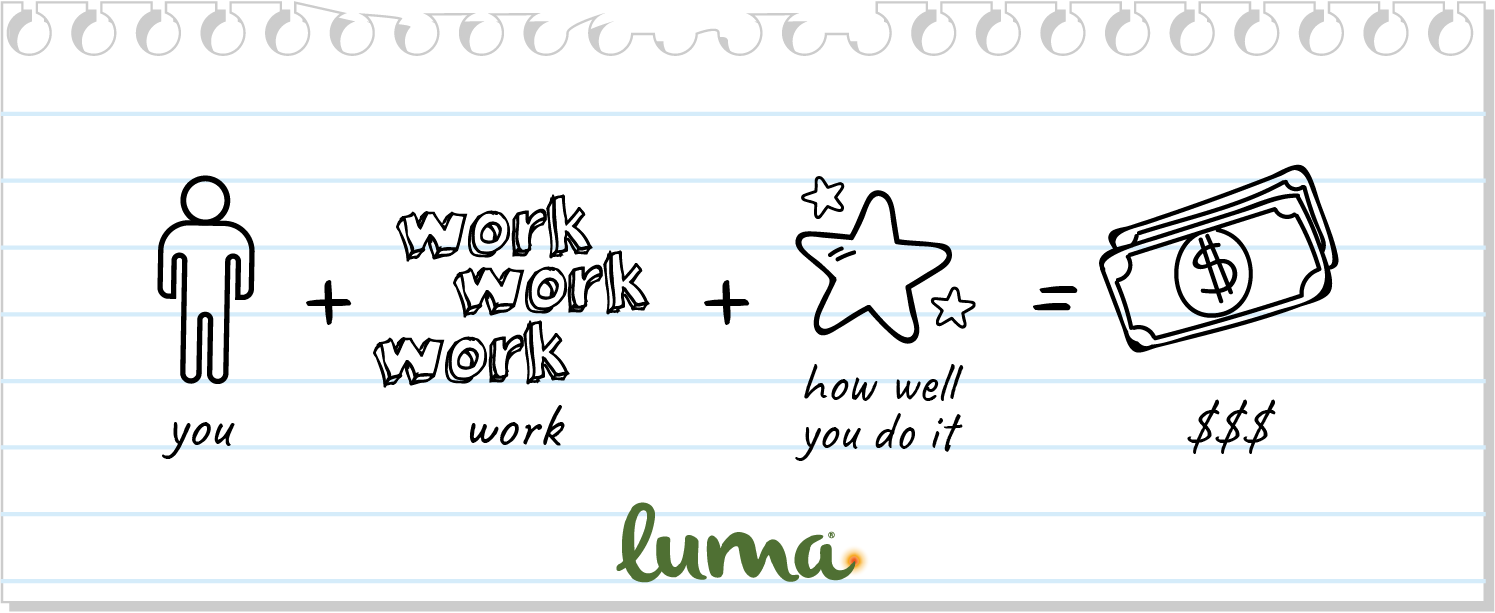 work
work
work
+
+
=
$
you
work
how well
you do it
$$$
luma®